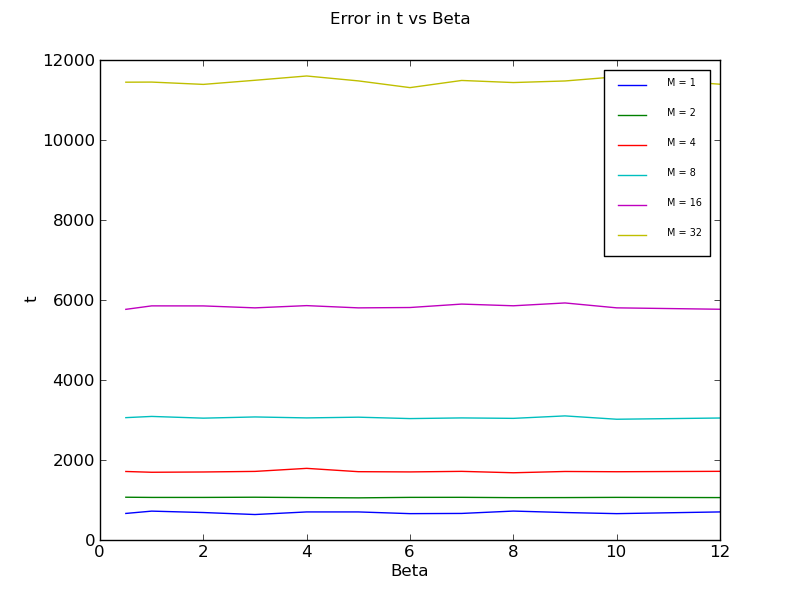 Error in t vs Beta
12000
10000
8000
6000
4000
2000
0
t
M = 1
M = 2
M = 4
M = 8
M = 16
M = 32
0 2 4 6 8 10 12
Beta